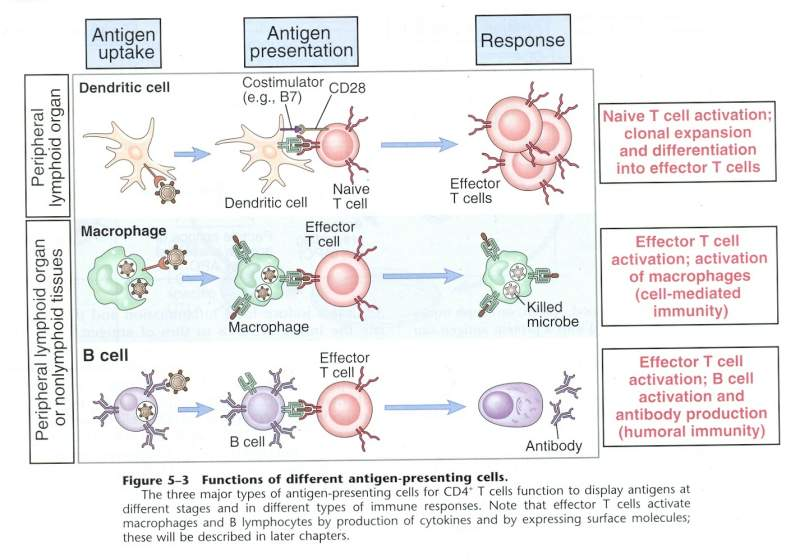 Antigen
uptake
Antigen
presentation
Response
Peripheral
lymphoid organ
Dendritic cell
Costimulator
(e.g., B7)
CD28
Dendritic cell
Naive
T cell
Effector
T cells
Naive T cell activation;
clonal expansion
and differentiation
into effector T cells
Peripheral lymphoid organ
or nonlymphoid tissues
Macrophage
Effector
T cell
Macrophage
Killed
microbe
Effector T cell
activation; activation
of macrophages
(cell-mediated
immunity)
B cell
Effector
T cell
B cell
Antibody
Effector T cell
activation; B cell
activation and
antibody production
(humoral immunity)
Figure 5–3 Functions of different antigen-presenting cells.
The three major types of antigen-presenting cells for CD4+ T cells function to display antigens at
different stages and in different types of immune responses. Note that effector T cells activate
macrophages and B lymphocytes by production of cytokines and by expressing surface molecules;
these will be described in later chapters.